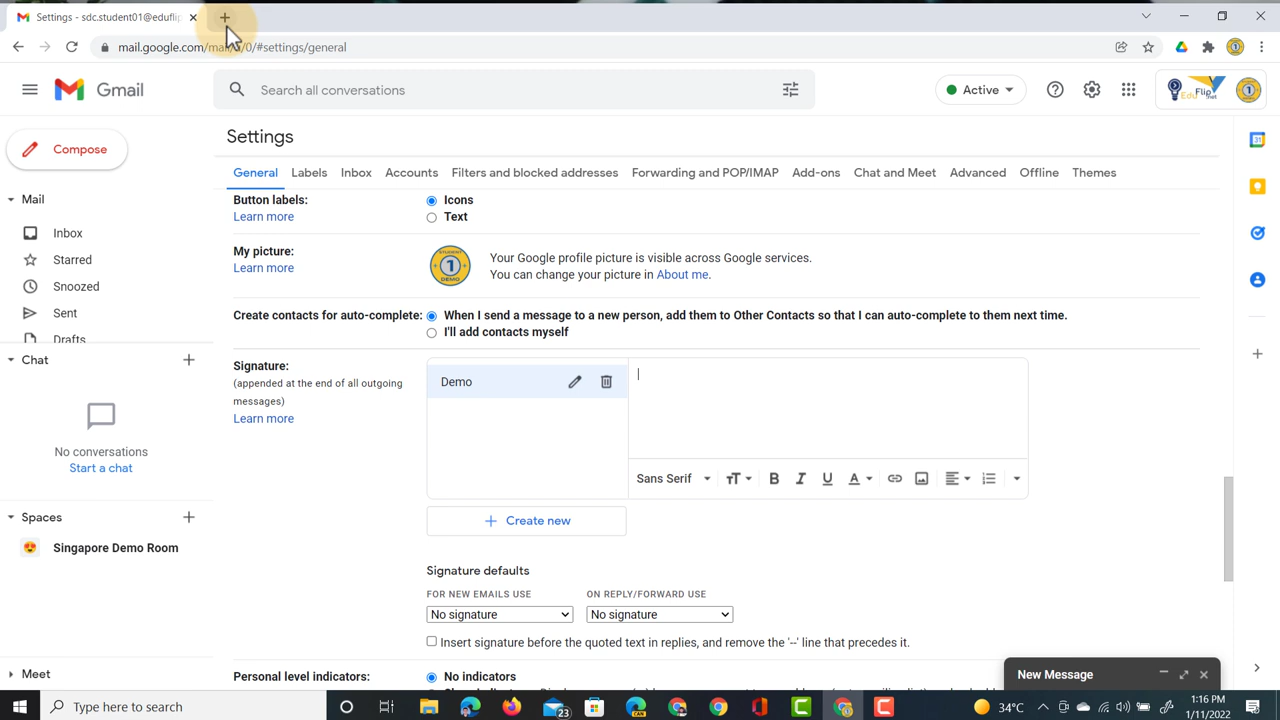 Settings - sdc.student01@eduflip
mail.google.com/mail/u/0/#settings/general
Gmail
Search all conversations
Active
EduFlip.net
Compose
Settings
General Labels Inbox Accounts Filters and blocked addresses Forwarding and POP/IMAP Add-ons Chat and Meet Advanced Offline Themes
Mail
Inbox
Starred
Snoozed
Sent
Drafts
Chat
No conversations
Start a chat
Spaces
Singapore Demo Room
Meet
Button labels:
Learn more
Icons
Text
My picture:
Learn more
STUDENT
1
DEMO
Your Google profile picture is visible across Google services.
You can change your picture in About me.
Create contacts for auto-complete:
When I send a message to a new person, add them to Other Contacts so that I can auto-complete to them next time.
I'll add contacts myself
Signature:
(appended at the end of all outgoing
messages)
Learn more
Demo
Sans Serif
Create new
Signature defaults
FOR NEW EMAILS USE ON REPLY/FORWARD USE
No signature No signature
Insert signature before the quoted text in replies, and remove the '--' line that precedes it.
Personal level indicators:
No indicators
New Message
Type here to search
23
CAN
34°C
1:16 PM
1/11/2022